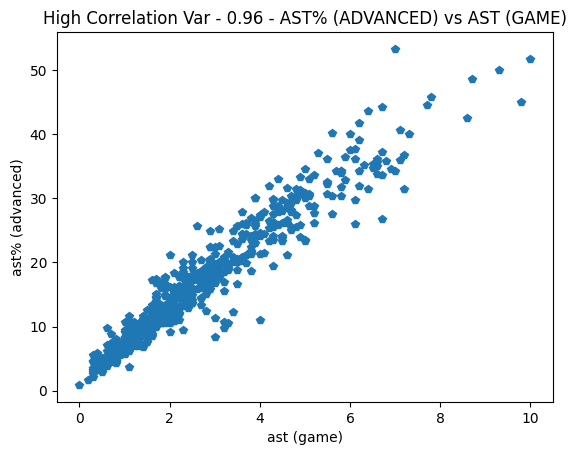 High Correlation Var - 0.96 - AST% (ADVANCED) vs AST (GAME)
50
40
30
20
10
0
ast% (advanced)
0 2 4 6 8 10
ast (game)